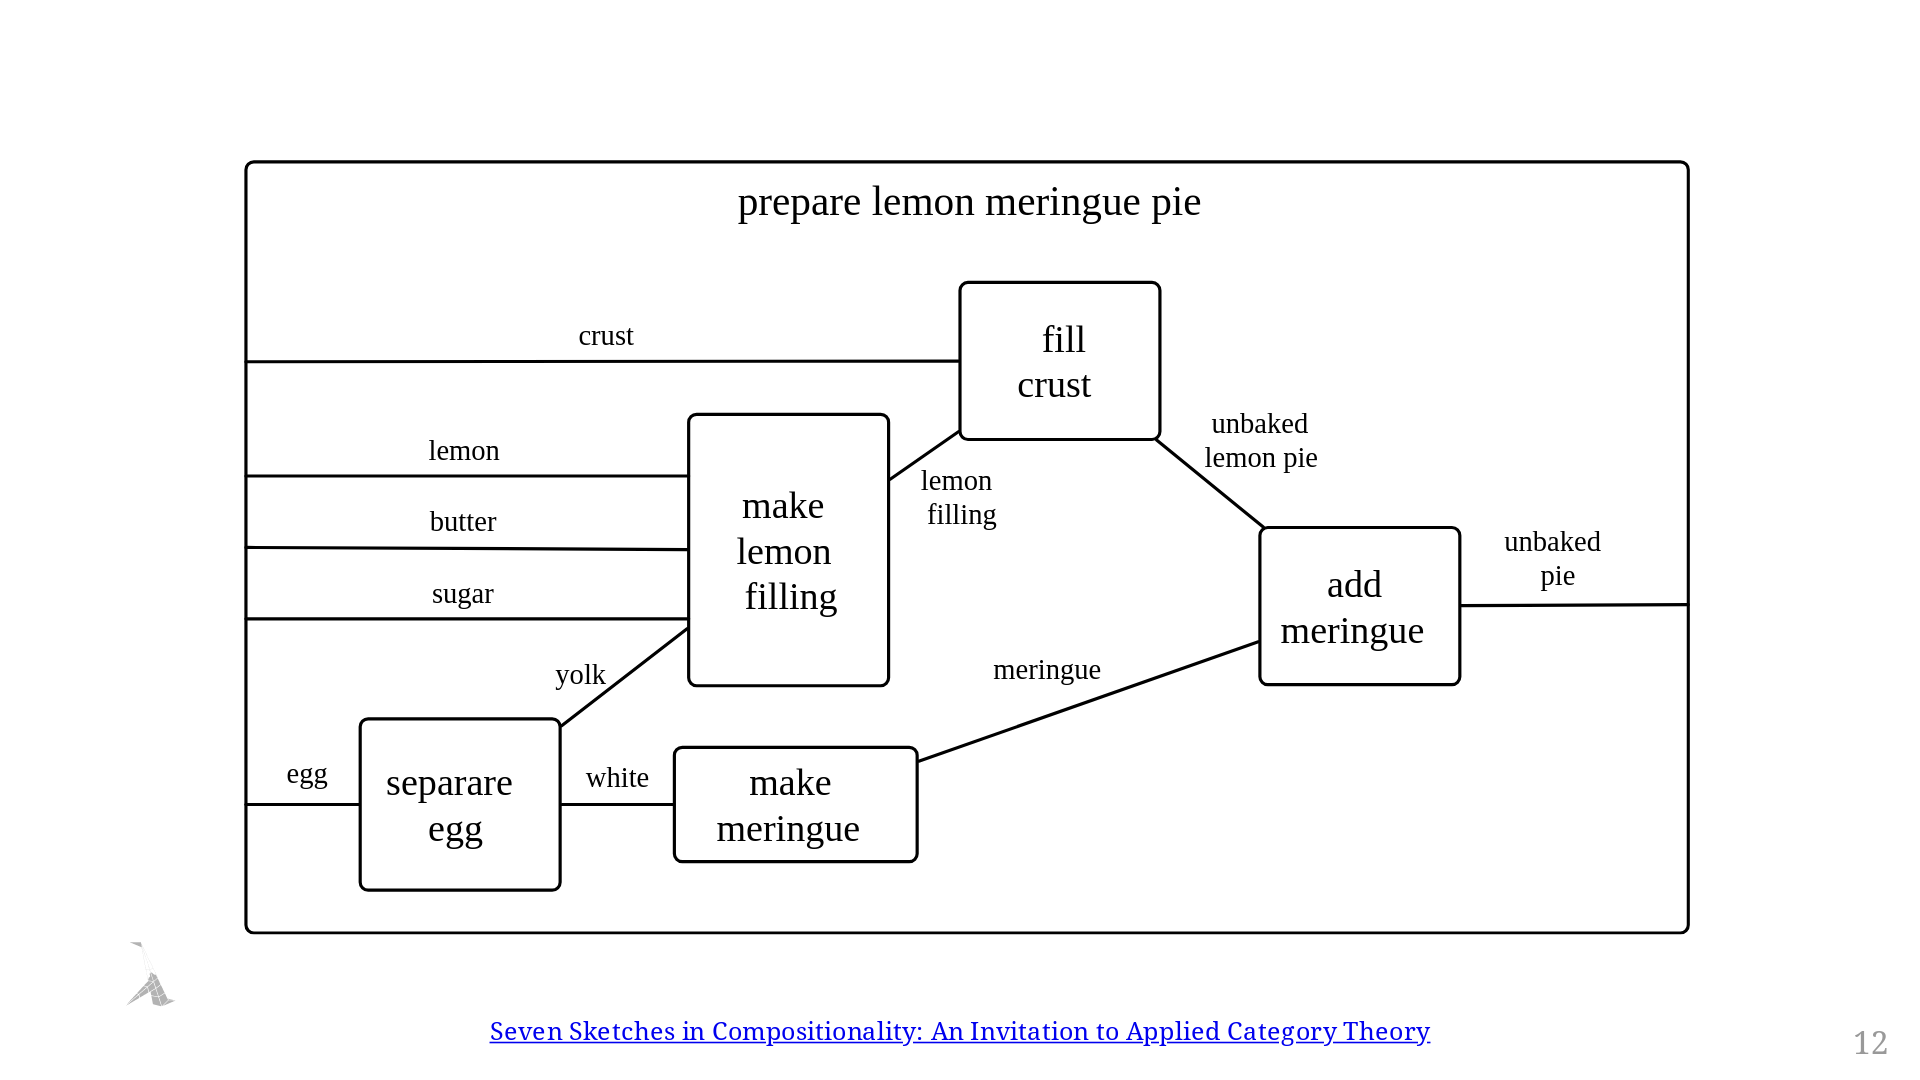 prepare lemon meringue pie
fill
crust
crust
unbaked
lemon pie
lemon
lemon
filling
make
lemon
filling
butter
sugar
unbaked
pie
add
meringue
yolk
meringue
egg
separare
egg
white
make
meringue
Seven Sketches in Compositionality: An Invitation to Applied Category Theory
12